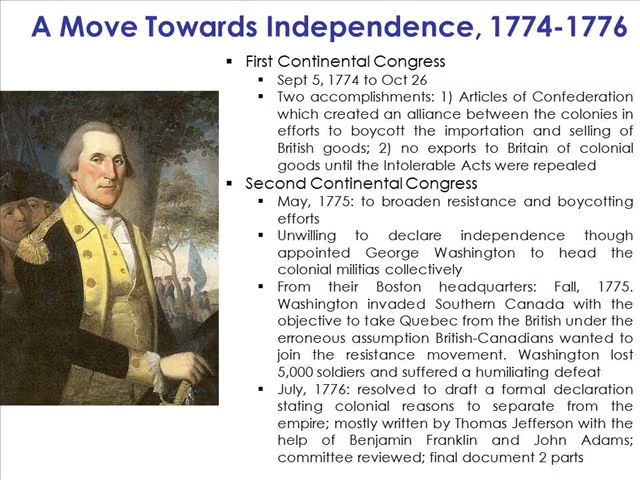 A Move Towards Independence, 1774-1776
▪ First Continental Congress
▪ Sept 5, 1774 to Oct 26
▪ Two accomplishments: 1) Articles of Confederation
which created an alliance between the colonies in
efforts to boycott the importation and selling of
British goods; 2) no exports to Britain of colonial
goods until the Intolerable Acts were repealed
▪ Second Continental Congress
▪ May, 1775: to broaden resistance and boycotting
efforts
▪ Unwilling to declare independence though
appointed George Washington to head the
colonial militias collectively
▪ From their Boston headquarters: Fall, 1775.
Washington invaded Southern Canada with the
objective to take Quebec from the British under the
erroneous assumption British-Canadians wanted to
join the resistance movement. Washington lost
5,000 soldiers and suffered a humiliating defeat
▪ July, 1776: resolved to draft a formal declaration
stating colonial reasons to separate from the
empire; mostly written by Thomas Jefferson with the
help of Benjamin Franklin and John Adams;
committee reviewed; final document 2 parts